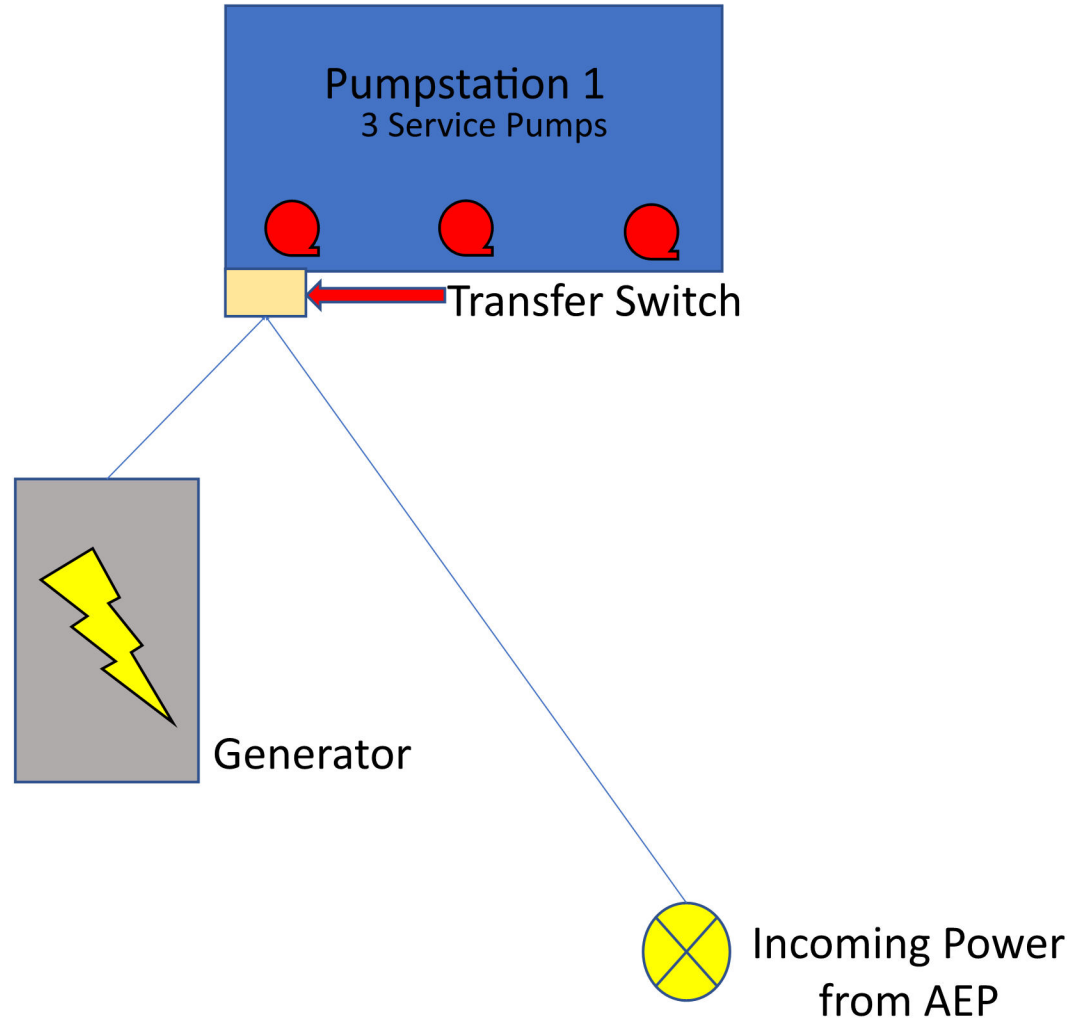 Pumpstation 1
3 Service Pumps
Transfer Switch
Generator
Incoming Power
from AEP